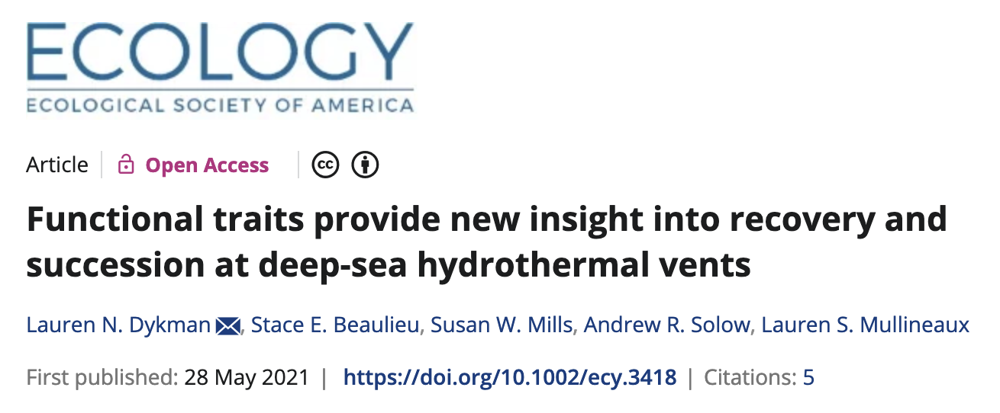 ECOLOGY
ECOLOGICAL SOCIETY OF AMERICA
Article | Open Access | cc
Functional traits provide new insight into recovery and
succession at deep-sea hydrothermal vents
Lauren N. Dykman, Stace E. Beaulieu, Susan W. Mills, Andrew R. Solow, Lauren S. Mullineaux
First published: 28 May 2021 | https://doi.org/10.1002/ecy.3418 | Citations: 5